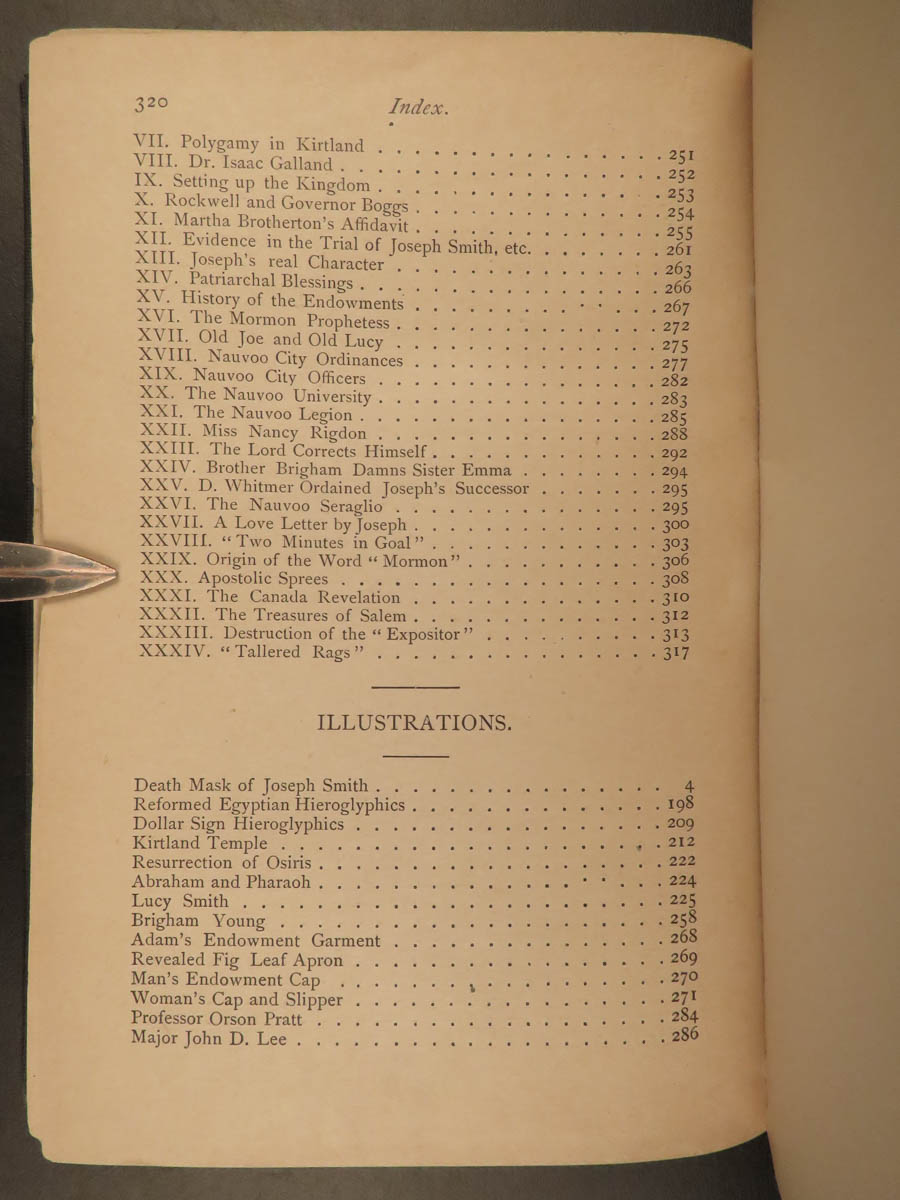 320 Index.
VII. Polygamy in Kirtland . . . . . . . . . . . . . . . . 251
VIII. Dr. Isaac Galland . . . . . . . . . . . . . . . . . . 252
IX. Setting up the Kingdom . . . . . . . . . . . . . . . . 253
X. Rockwell and Governor Boggs . . . . . . . . . . . . . . 254
XI. Martha Brotherton's Affidavit . . . . . . . . . . . . . . 255
XII. Evidence in the Trial of Joseph Smith, etc. . . . . . . . . 261
XIII. Joseph's real Character . . . . . . . . . . . . . . . 263
XIV. Patriarchal Blessings . . . . . . . . . . . . . . . . . 266
XV. History of the Endowments . . . . . . . . . . . . . . 267
XVI. The Mormon Prophetess . . . . . . . . . . . . . . . 272
XVII. Old Joe and Old Lucy . . . . . . . . . . . . . . . 275
XVIII. Nauvoo City Ordinances . . . . . . . . . . . . . . 277
XIX. Nauvoo City Officers . . . . . . . . . . . . . . . . 282
XX. The Nauvoo University . . . . . . . . . . . . . . . . 283
XXI. The Nauvoo Legion . . . . . . . . . . . . . . . . . 285
XXII. Miss Nancy Rigdon . . . . . . . . . . . . . . . . 288
XXIII. The Lord Corrects Himself . . . . . . . . . . . . . 292
XXIV. Brother Brigham Damns Sister Emma . . . . . . . . 294
XXV. D. Whitmer Ordained Joseph's Successor . . . . . . . 295
XXVI. The Nauvoo Seraglio . . . . . . . . . . . . . . . 295
XXVII. A Love Letter by Joseph . . . . . . . . . . . . . . 300
XXVIII. "Two Minutes in Goal" . . . . . . . . . . . . . 303
XXIX. Origin of the Word "Mormon" . . . . . . . . . . . 306
XXX. Apostolic Sprees . . . . . . . . . . . . . . . . . . 308
XXXI. The Canada Revelation . . . . . . . . . . . . . . 310
XXXII. The Treasures of Salem . . . . . . . . . . . . . . 312
XXXIII. Destruction of the "Expositor" . . . . . . . . . . 313
XXXIV. "Tallered Rags" . . . . . . . . . . . . . . . . 317
ILLUSTRATIONS.
Death Mask of Joseph Smith . . . . . . . . . . . . . . . . 4
Reformed Egyptian Hieroglyphics . . . . . . . . . . . . . . 198
Dollar Sign Hieroglyphics . . . . . . . . . . . . . . . . . 209
Kirtland Temple . . . . . . . . . . . . . . . . . . . . . 212
Resurrection of Osiris . . . . . . . . . . . . . . . . . . . 222
Abraham and Pharaoh . . . . . . . . . . . . . . . . . . . 224
Lucy Smith . . . . . . . . . . . . . . . . . . . . . . . 225
Brigham Young . . . . . . . . . . . . . . . . . . . . . 258
Adam's Endowment Garment . . . . . . . . . . . . . . . 268
Revealed Fig Leaf Apron . . . . . . . . . . . . . . . . . 269
Man's Endowment Cap . . . . . . . . . . . . . . . . . . 270
Woman's Cap and Slipper . . . . . . . . . . . . . . . . . 271
Professor Orson Pratt . . . . . . . . . . . . . . . . . . . 284
Major John D. Lee . . . . . . . . . . . . . . . . . . . . 286